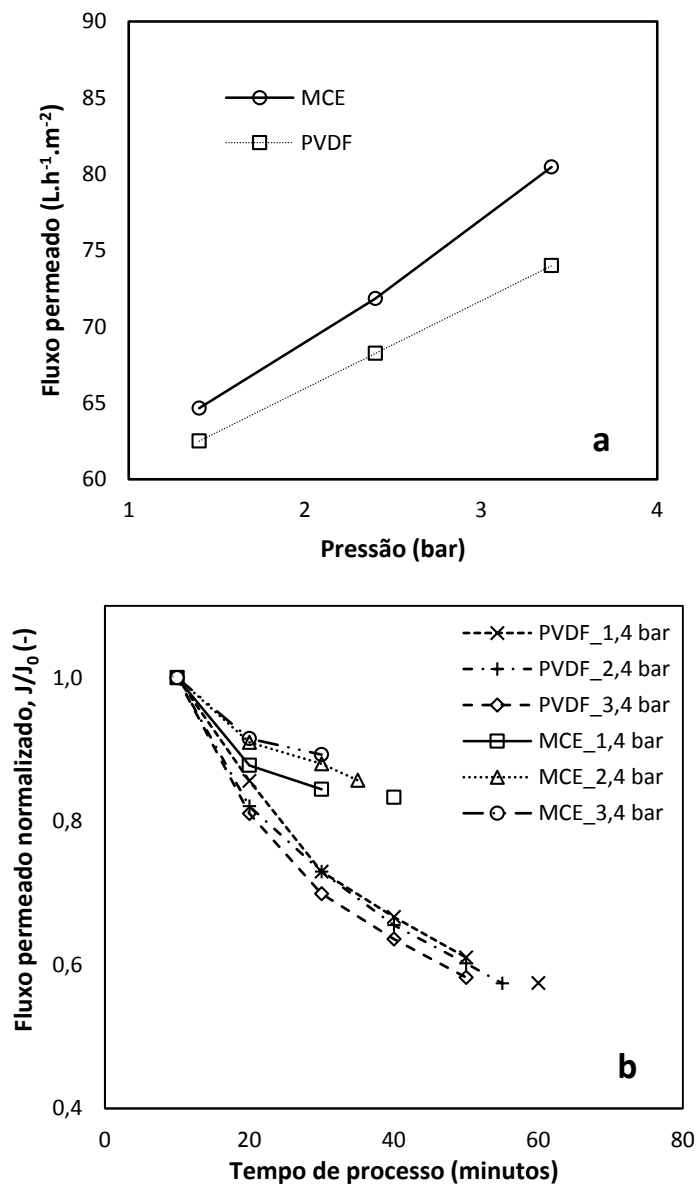 90
85
80
75
70
65
60
1 2 3 4
Fluxo permeado (L.h⁻¹.m⁻²)
Pressão (bar)
MCE
PVDF
a
1,0
0,8
0,6
0,4
0 20 40 60 80
Fluxo permeado normalizado, J/J₀ (-)
Tempo de processo (minutos)
PVDF_1,4 bar
PVDF_2,4 bar
PVDF_3,4 bar
MCE_1,4 bar
MCE_2,4 bar
MCE_3,4 bar
b